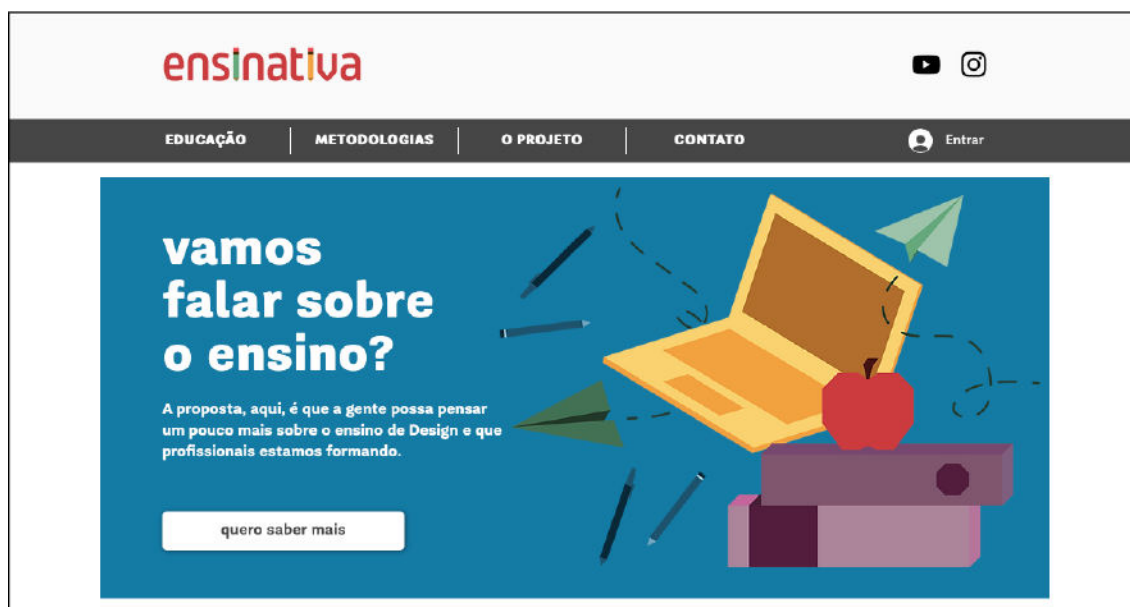 ensinativa
EDUCAÇÃO METODOLOGIAS O PROJETO CONTATO Entrar
vamos
falar sobre
o ensino?
A proposta, aqui, é que a gente possa pensar
um pouco mais sobre o ensino de Design e que
profissionais estamos formando.
quero saber mais